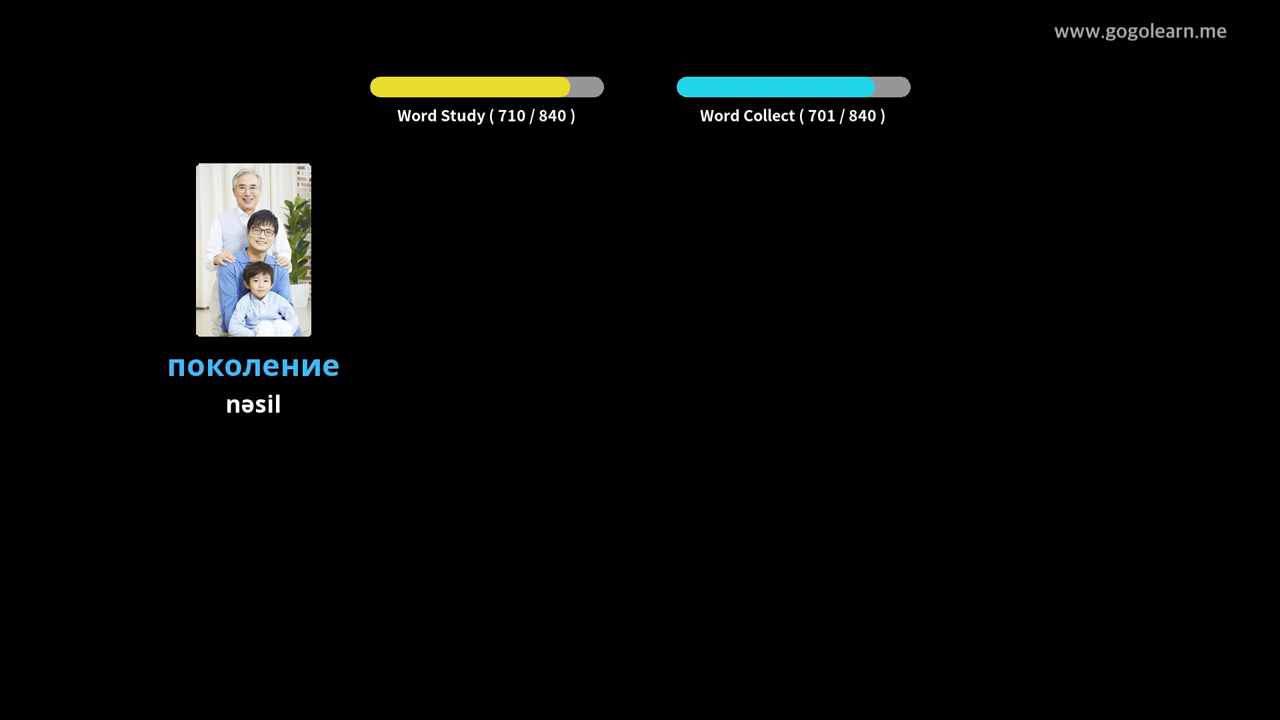 www.gogolearn.me
Word Study ( 710 / 840 )
Word Collect ( 701 / 840 )
поколение
nəsil